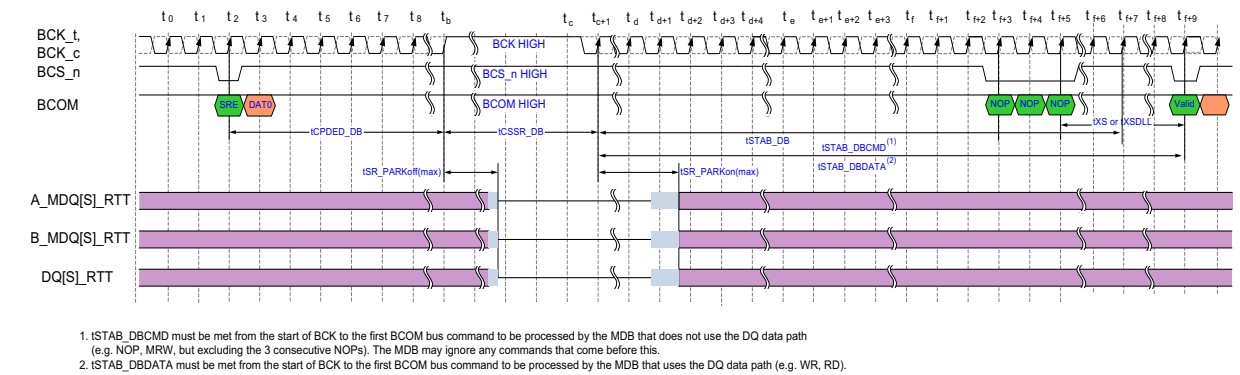 t0 t1 t2 t3 t4 t5 t6 t7 t8 tb tc tc+1 td td+1 td+2 td+3 td+4 te te+1 te+2 te+3 tf tf+1 tf+2 tf+3 tf+4 tf+5 tf+6 tf+7 tf+8 tf+9
BCK_t,
BCK_c
BCK HIGH
BCS_n
BCS_n HIGH
BCOM
SRE DAT0 BCOM HIGH NOP NOP NOP Valid
tCPDED_DB tCSSR_DB tSTAB_DB tXS or tXSDLL
tSTAB_DBCMD(1)
tSTAB_DBDATA(2)
tSR_PARKoff(max) tSR_PARKon(max)
A_MDQ[S]_RTT
B_MDQ[S]_RTT
DQ[S]_RTT
1. tSTAB_DBCMD must be met from the start of BCK to the first BCOM bus command to be processed by the MDB that does not use the DQ data path
(e.g. NOP, MRW, but excluding the 3 consecutive NOPs). The MDB may ignore any commands that come before this.
2. tSTAB_DBDATA must be met from the start of BCK to the first BCOM bus command to be processed by the MDB that uses the DQ data path (e.g. WR, RD).